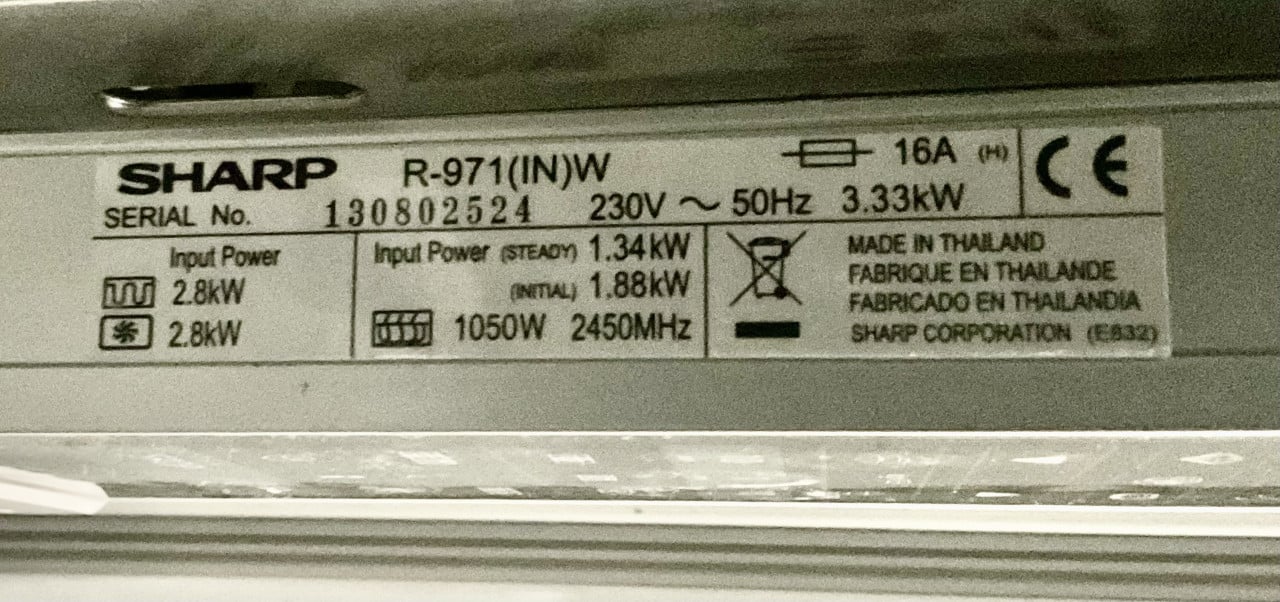 SHARP R-971(IN)W 16A (H)
SERIAL No. 130802524 230V ~ 50Hz 3.33kW
CE
Input Power
2.8kW
2.8kW
Input Power (STEADY) 1.34kW
(INITIAL) 1.88kW
1050W 2450MHz
MADE IN THAILAND
FABRIQUE EN THAILANDE
FABRICADO EN THAILANDIA
SHARP CORPORATION (E832)